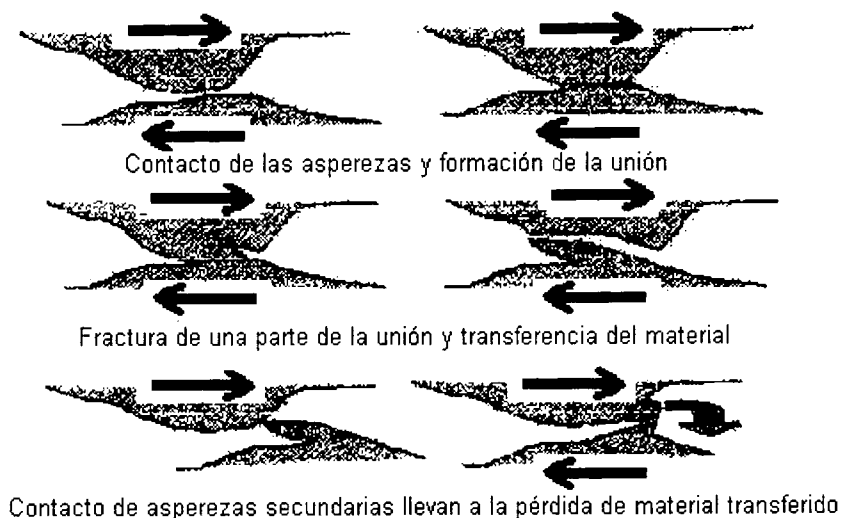 Contacto de las asperezas y formación de la unión
Fractura de una parte de la unión y transferencia del material
Contacto de asperezas secundarias llevan a la pérdida de material transferido